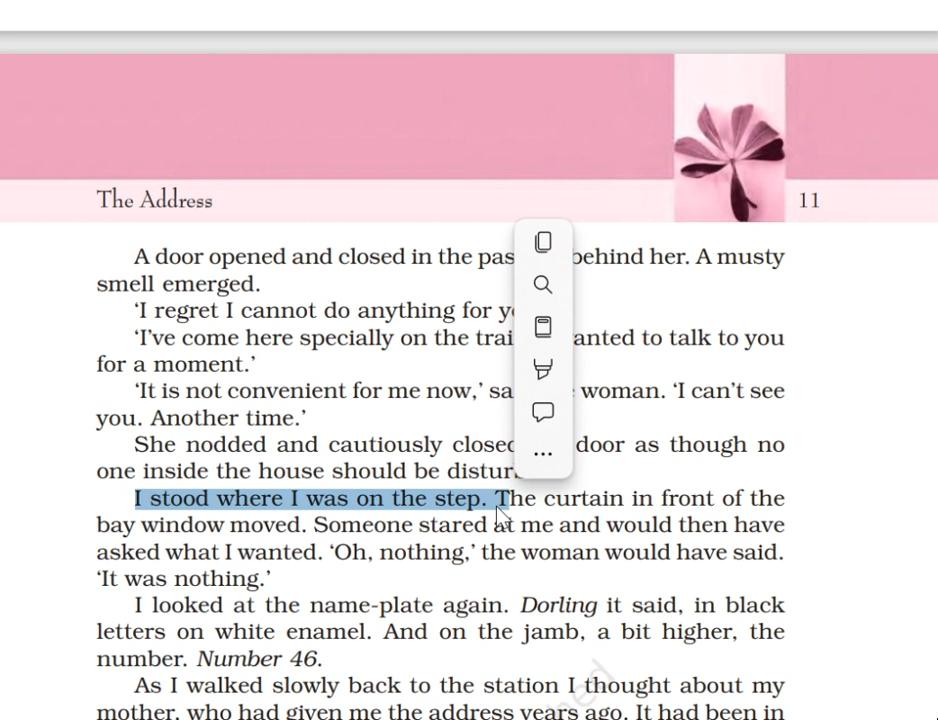 The Address
11
A door opened and closed in the pas behind her. A musty
smell emerged.
‘I regret I cannot do anything for
‘I’ve come here specially on the to talk to you
for a moment.’
‘It is not convenient for me now,’ woman. ‘I can’t see
you. Another time.’
She nodded and cautiously door as though no
one inside the house should be
I stood where I was on the step. The curtain in front of the
bay window moved. Someone stared at me and would then have
asked what I wanted. ‘Oh, nothing,’ the woman would have said.
‘It was nothing.’
I looked at the name-plate again. Dorling it said, in black
letters on white enamel. And on the jamb, a bit higher, the
number. Number 46.
As I walked slowly back to the station I thought about my
mother, who had given me the address years ago. It had been in